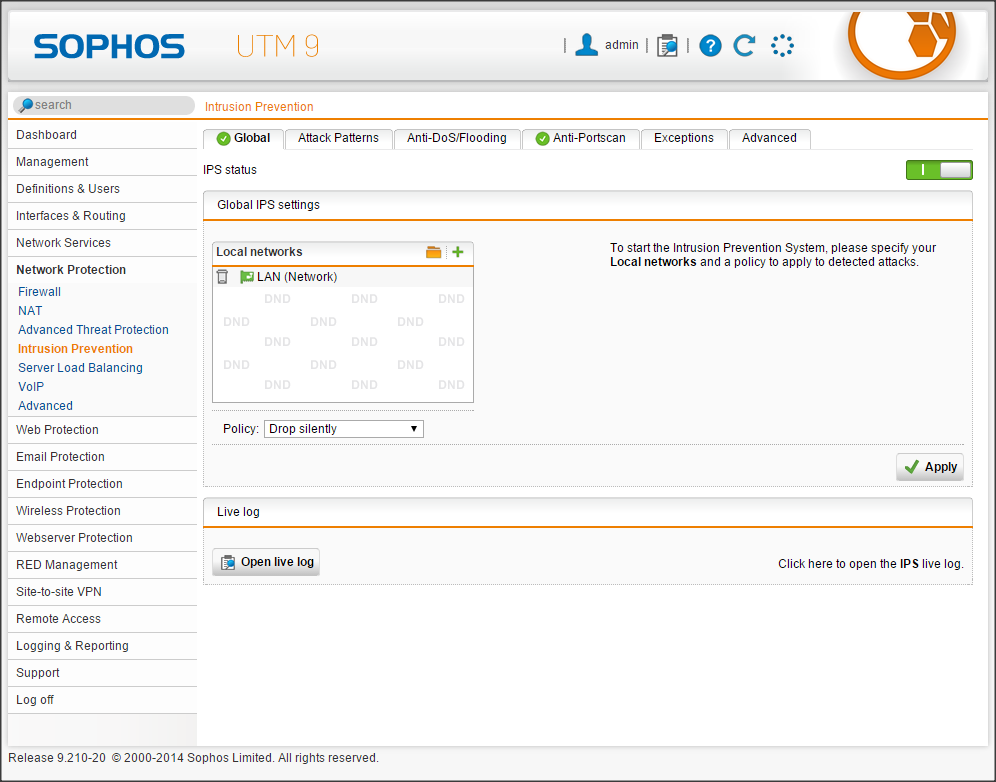 SOPHOS UTM 9 | admin | | ?
search Intrusion Prevention
Dashboard
Management
Definitions & Users
Interfaces & Routing
Network Services
Network Protection
Firewall
NAT
Advanced Threat Protection
Intrusion Prevention
Server Load Balancing
VoIP
Advanced
Web Protection
Email Protection
Endpoint Protection
Wireless Protection
Webserver Protection
RED Management
Site-to-site VPN
Remote Access
Logging & Reporting
Support
Log off
Global Attack Patterns Anti-DoS/Flooding Anti-Portscan Exceptions Advanced
IPS status
Global IPS settings
Local networks
LAN (Network)
DND DND DND
DND DND DND
DND DND DND
DND DND DND
DND DND DND
To start the Intrusion Prevention System, please specify your
Local networks and a policy to apply to detected attacks.
Policy: Drop silently
Apply
Live log
Open live log
Click here to open the IPS live log.
Release 9.210-20 © 2000-2014 Sophos Limited. All rights reserved.